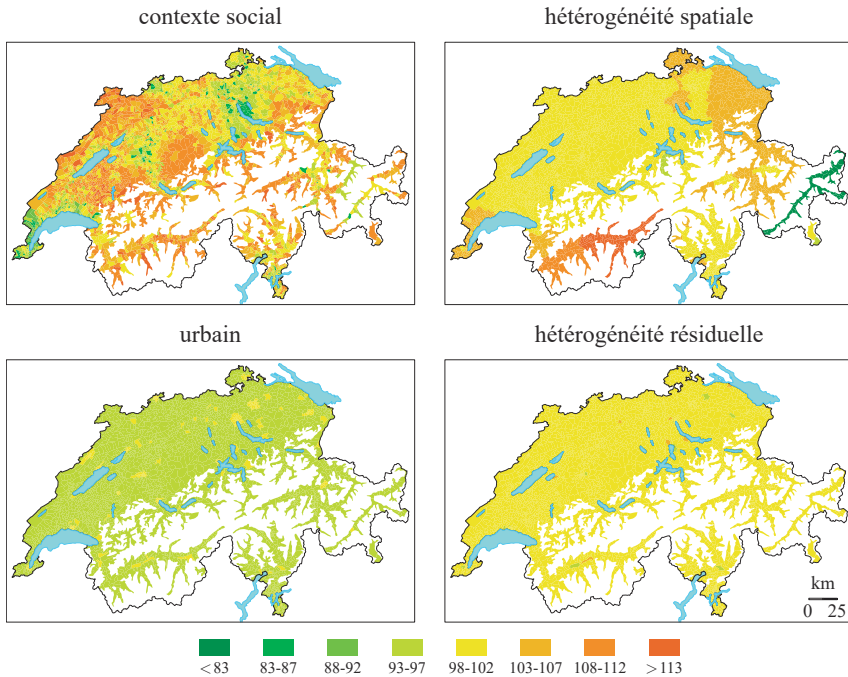 contexte social
hétérogénéité spatiale
urbain
hétérogénéité résiduelle
km
0 25
<83 83-87 88-92 93-97 98-102 103-107 108-112 >113